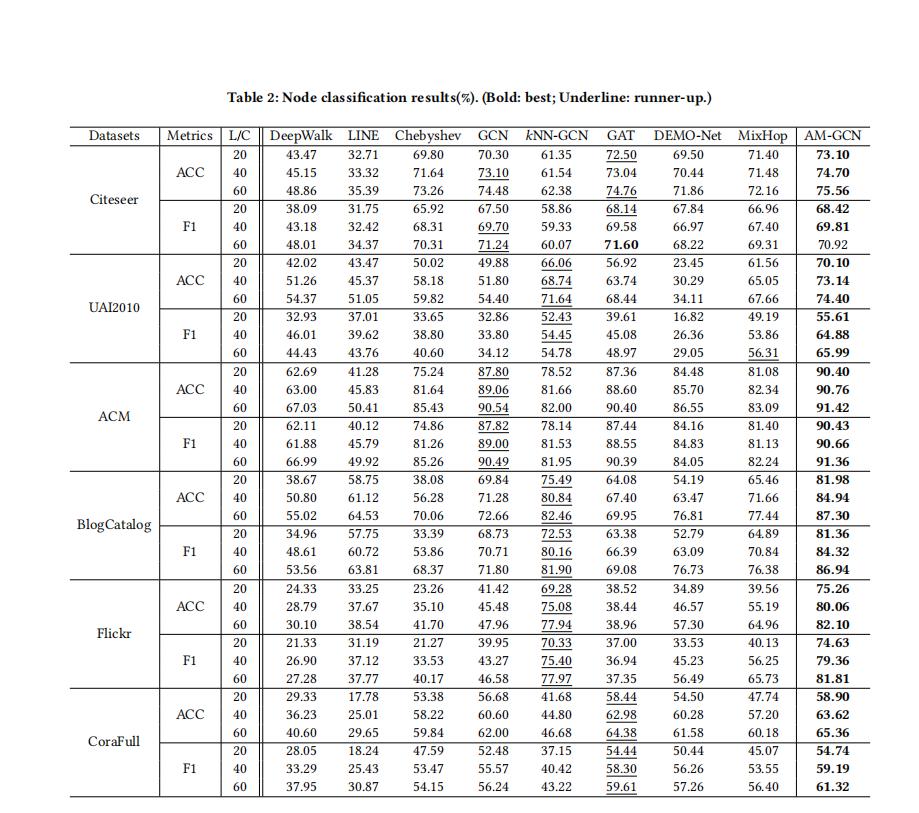 Table 2: Node classification results(%). (Bold: best; Underline: runner-up.)
Datasets Metrics L/C DeepWalk LINE Chebyshev GCN kNN-GCN GAT DEMO-Net MixHop AM-GCN
Citeseer ACC 20 43.47 32.71 69.80 70.30 61.35 72.50 69.50 71.40 73.10
40 45.15 33.32 71.64 73.10 61.54 73.04 70.44 71.48 74.70
60 48.86 35.39 73.26 74.48 62.38 74.76 71.86 72.16 75.56
F1 20 38.09 31.75 65.92 67.50 58.86 68.14 67.84 66.96 68.42
40 43.18 32.42 68.31 69.70 59.33 69.58 66.97 67.40 69.81
60 48.01 34.37 70.31 71.24 60.07 71.60 68.22 69.31 70.92
UAI2010 ACC 20 42.02 43.47 50.02 49.88 66.06 56.92 23.45 61.56 70.10
40 51.26 45.37 58.18 51.80 68.74 63.74 30.29 65.05 73.14
60 54.37 51.05 59.82 54.40 71.64 68.44 34.11 67.66 74.40
F1 20 32.93 37.01 33.65 32.86 52.43 39.61 16.82 49.19 55.61
40 46.01 39.62 38.80 33.80 54.45 45.08 26.36 53.86 64.88
60 44.43 43.76 40.60 34.12 54.78 48.97 29.05 56.31 65.99
ACM ACC 20 62.69 41.28 75.24 87.80 78.52 87.36 84.48 81.08 90.40
40 63.00 45.83 81.64 89.06 81.66 88.60 85.70 82.34 90.76
60 67.03 50.41 85.43 90.54 82.00 90.40 86.55 83.09 91.42
F1 20 62.11 40.12 74.86 87.82 78.14 87.44 84.16 81.40 90.43
40 61.88 45.79 81.26 89.00 81.53 88.55 84.83 81.13 90.66
60 66.99 49.92 85.26 90.49 81.95 90.39 84.05 82.24 91.36
BlogCatalog ACC 20 38.67 58.75 38.08 69.84 75.49 64.08 54.19 65.46 81.98
40 50.80 61.12 56.28 71.28 80.84 67.40 63.47 71.66 84.94
60 55.02 64.53 70.06 72.66 82.46 69.95 76.81 77.44 87.30
F1 20 34.96 57.75 33.39 68.73 72.53 63.38 52.79 64.89 81.36
40 48.61 60.72 53.86 70.71 80.16 66.39 63.09 70.84 84.32
60 53.56 63.81 68.37 71.80 81.90 69.08 76.73 76.38 86.94
Flickr ACC 20 24.33 33.25 23.26 41.42 69.28 38.52 34.89 39.56 75.26
40 28.79 37.67 35.10 45.48 75.08 38.44 46.57 55.19 80.06
60 30.10 38.54 41.70 47.96 77.94 38.96 57.30 64.96 82.10
F1 20 21.33 31.19 21.27 39.95 70.33 37.00 33.53 40.13 74.63
40 26.90 37.12 33.53 43.27 75.40 36.94 45.23 56.25 79.36
60 27.28 37.77 40.17 46.58 77.97 37.35 56.49 65.73 81.81
CoraFull ACC 20 29.33 17.78 53.38 56.68 41.68 58.44 54.50 47.74 58.90
40 36.23 25.01 58.22 60.60 44.80 62.98 60.28 57.20 63.62
60 40.60 29.65 59.84 62.00 46.68 64.38 61.58 60.18 65.36
F1 20 28.05 18.24 47.59 52.48 37.15 54.44 50.44 45.07 54.74
40 33.29 25.43 53.47 55.57 40.42 58.30 56.26 53.55 59.19
60 37.95 30.87 54.15 56.24 43.22 59.61 57.26 56.40 61.32